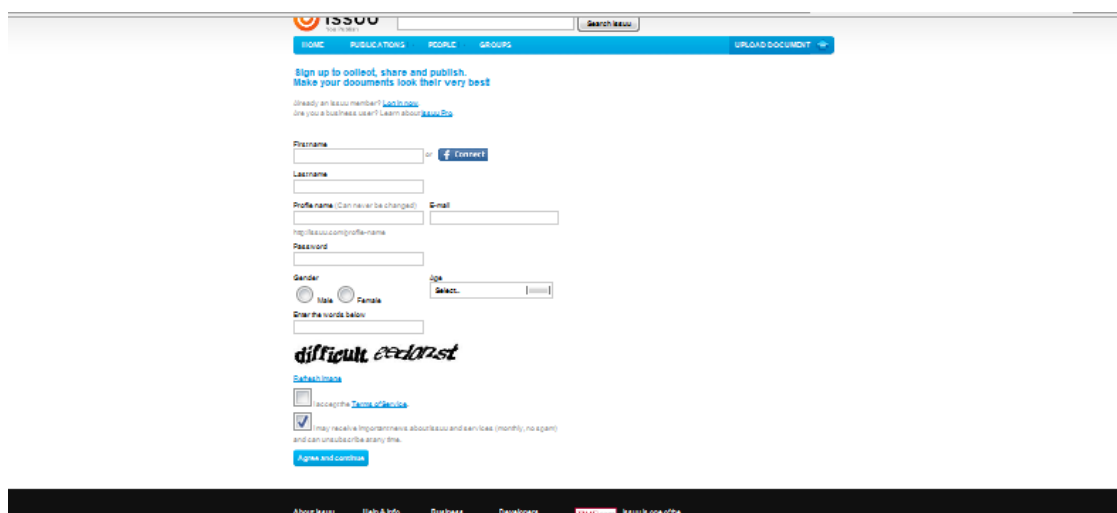 issuu
Search Issuu
HOME PUBLICATIONS PEOPLE GROUPS UPLOAD DOCUMENT
Sign up to collect, share and publish.
Make your documents look their very best!
Already an Issuu member? Log in now.
Are you a business user? Learn about Issuu Pro.
Firstname
or Connect
Lastname
Profile name (Can never be changed) E-mail
http://issuu.com/profile-name
Password
Gender Age
Male Female Select..
Enter the words below
difficult
Refresh image
I accept the Terms of Service.
I may receive important news about Issuu and services (monthly, no spam)
and can unsubscribe at any time.
Agree and continue
About Issuu Help & Info Business Developers Issuu is one of the